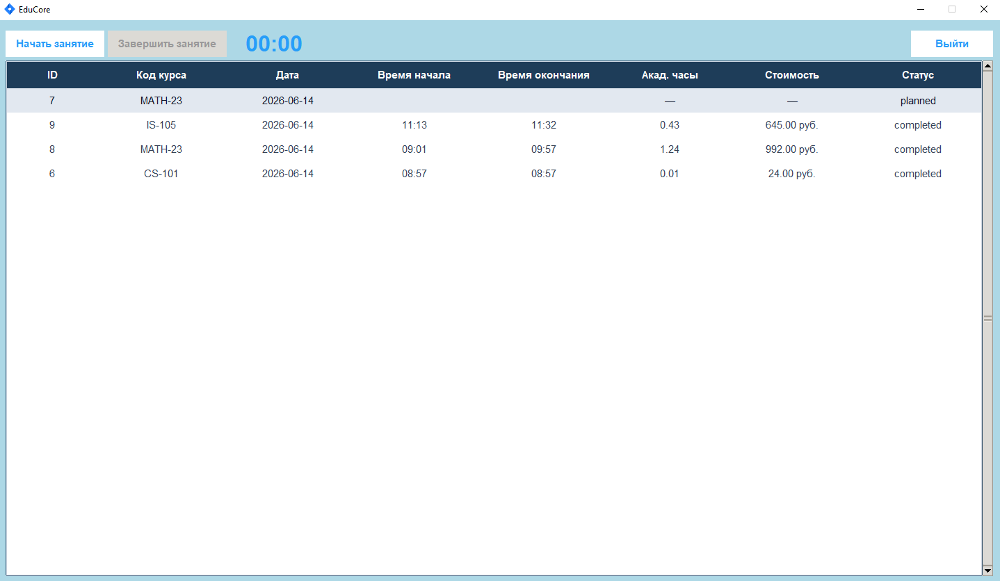 EduCore
Начать занятие Завершить занятие 00:00 Выйти
ID Код курса Дата Время начала Время окончания Акад. часы Стоимость Статус
7 MATH-23 2026-06-14 — — planned
9 IS-105 2026-06-14 11:13 11:32 0.43 645.00 руб. completed
8 MATH-23 2026-06-14 09:01 09:57 1.24 992.00 руб. completed
6 CS-101 2026-06-14 08:57 08:57 0.01 24.00 руб. completed